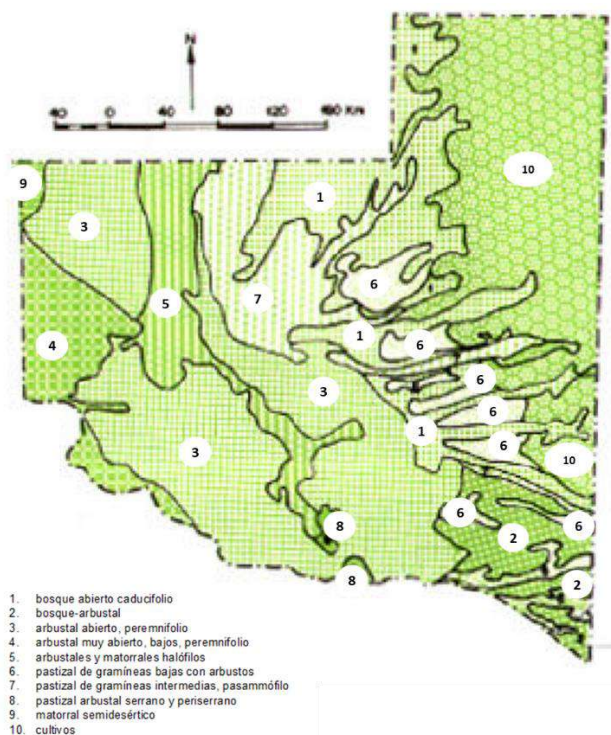 N
40 0 40 80 120 160 Km
9
3
1
10
5
7
6
4
1
6
3
6
6
3
1
6
10
6
6
8
2
8
2
1. bosque abierto caducifolio
2. bosque-arbustal
3. arbustal abierto, peremnifolio
4. arbustal muy abierto, bajos, peremnifolio
5. arbustales y matorrales halófilos
6. pastizal de gramíneas bajas con arbustos
7. pastizal de gramíneas intermedias, pasammófilo
8. pastizal arbustal serrano y periserrano
9. matorral semidesértico
10. cultivos